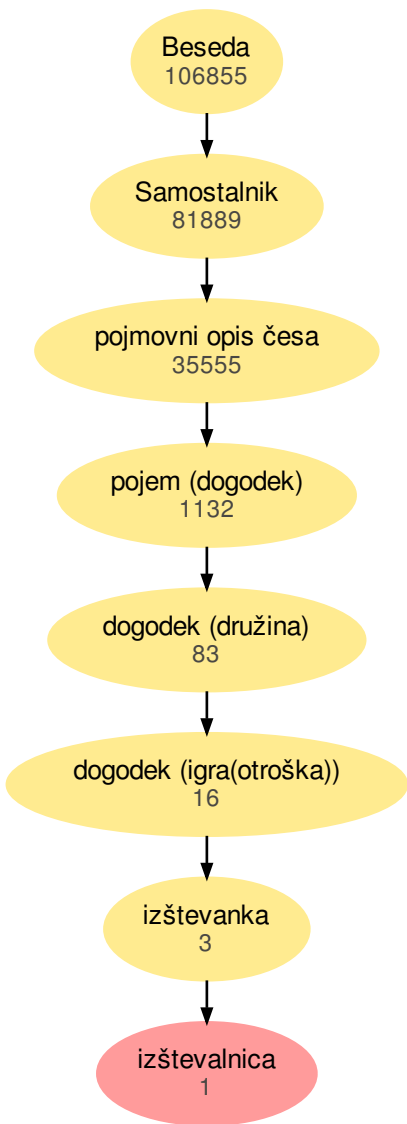 Beseda
106855
Samostalnik
81889
pojmovni opis česa
35555
pojem (dogodek)
1132
dogodek (družina)
83
dogodek (igra(otroška))
16
izštevanka
3
izštevalnica
1